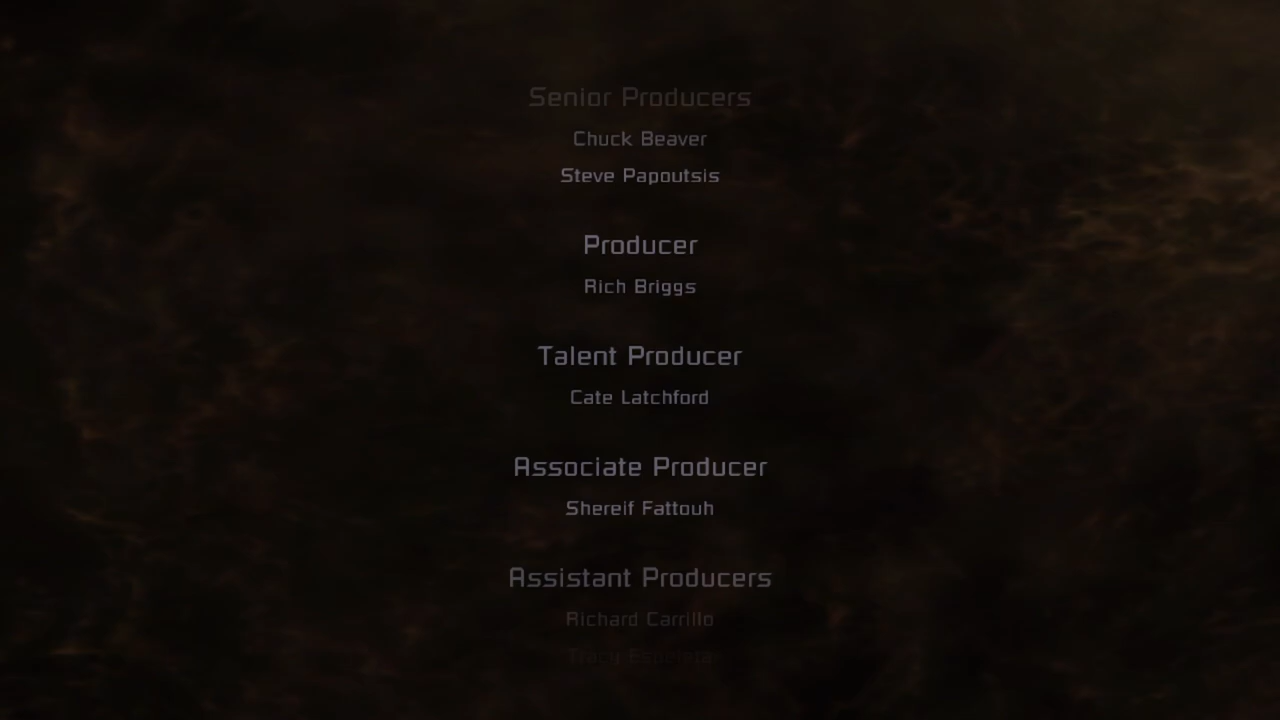 Senior Producers
Chuck Beaver
Steve Papoutsis
Producer
Rich Briggs
Talent Producer
Cate Latchford
Associate Producer
Shereif Fattouh
Assistant Producers
Richard Carrillo
Tracy